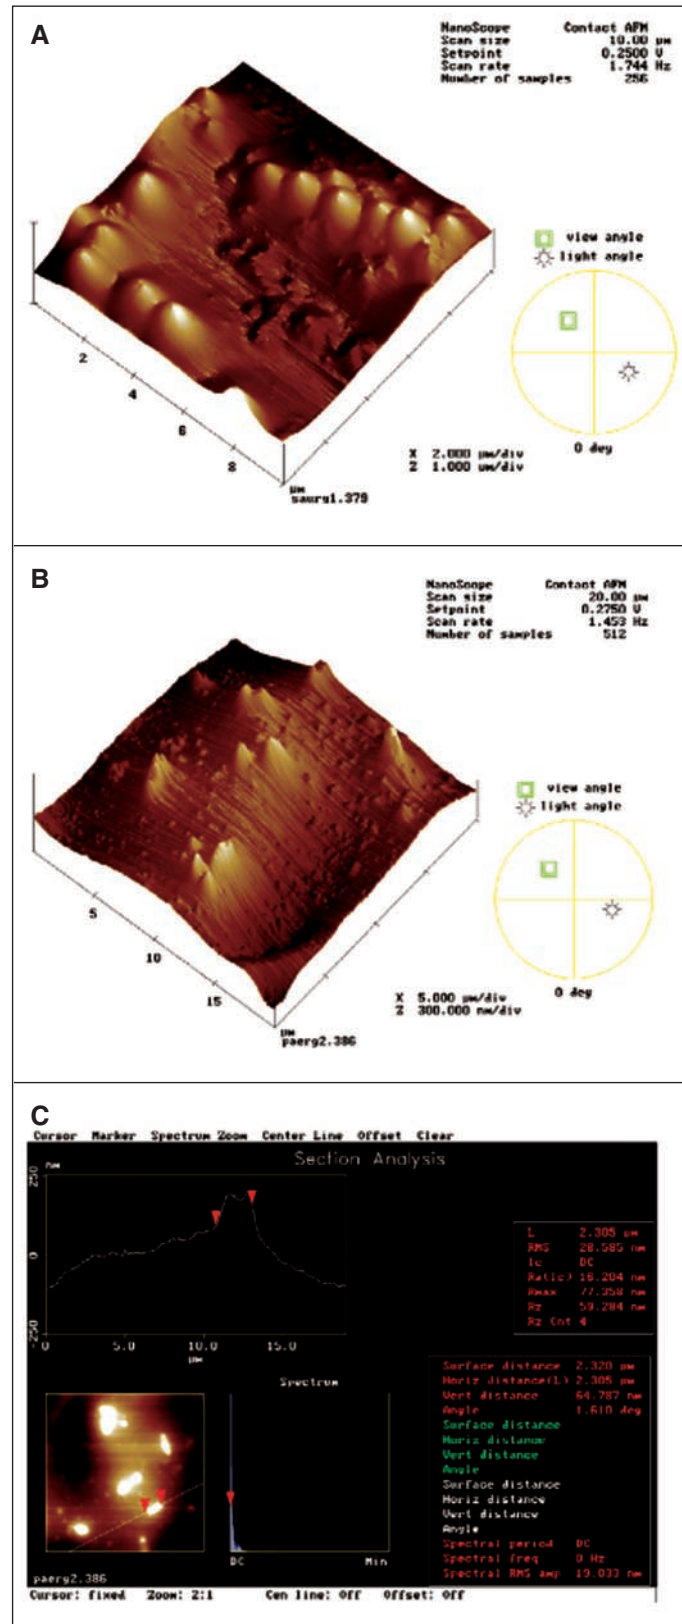 A
NanoScope Contact AFM
Scan size 10.00 µm
Setpoint 0.2500 V
Scan rate 1.744 Hz
Number of samples 256
view angle
light angle
0 deg
2
4
6
8
µm
X 2.000 µm/div
Z 1.000 µm/div
saurg1.379
B
NanoScope Contact AFM
Scan size 20.00 µm
Setpoint 0.2750 V
Scan rate 1.453 Hz
Number of samples 512
view angle
light angle
0 deg
5
10
15
µm
X 5.000 µm/div
Z 300.000 nm/div
paerg2.386
C
Cursor Marker Spectrum Zoom Center Line Offset Clear
Section Analysis
nm
250
0
-250
-0 5.0 10.0 15.0
µm
L 2.305 µm
RMS 28.585 nm
lc DC
Ra(lc) 18.204 nm
Rmax 77.358 nm
Rz 59.284 nm
Rz Cnt 4
Spectrum
DC Min
Surface distance 2.320 µm
Horiz distance(L) 2.305 µm
Vert distance 64.787 nm
Angle 1.610 deg
Surface distance
Horiz distance
Vert distance
Angle
Surface distance
Horiz distance
Vert distance
Angle
Spectral period DC
Spectral freq 0 Hz
Spectral RMS amp 19.033 nm
paerg2.386
Cursor: fixed Zoom: 2:1 Cen line: Off Offset: Off